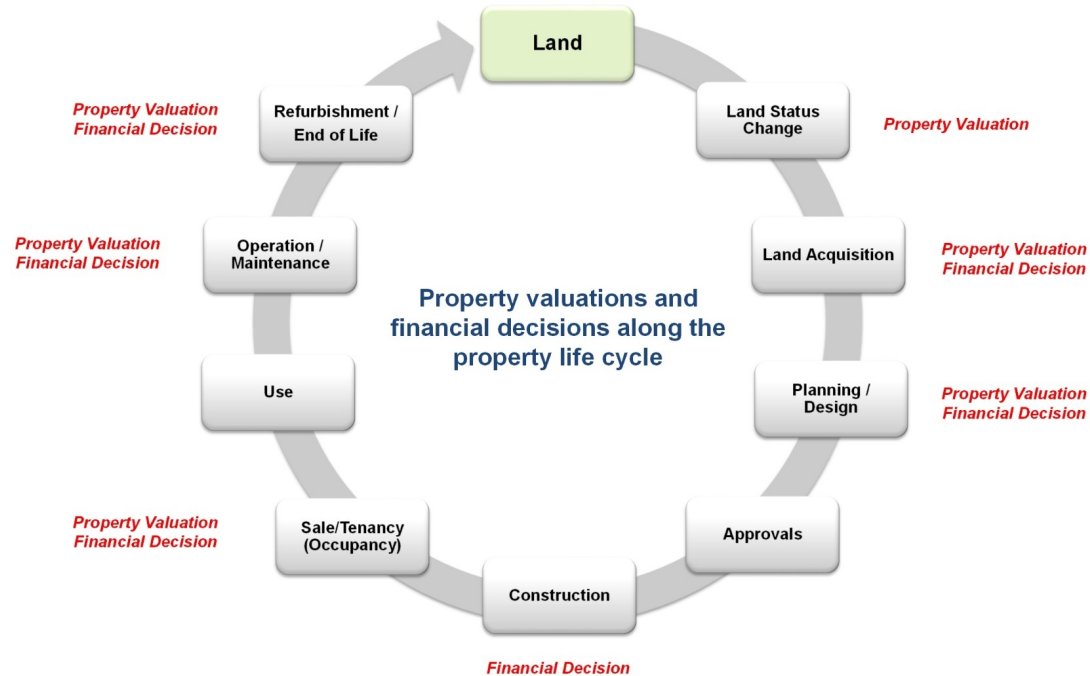 Land
Land Status
Change
Property Valuation
Land Acquisition
Property Valuation
Financial Decision
Planning /
Design
Property Valuation
Financial Decision
Approvals
Construction
Financial Decision
Sale/Tenancy
(Occupancy)
Property Valuation
Financial Decision
Use
Operation /
Maintenance
Property Valuation
Financial Decision
Refurbishment /
End of Life
Property Valuation
Financial Decision
Property valuations and
financial decisions along the
property life cycle